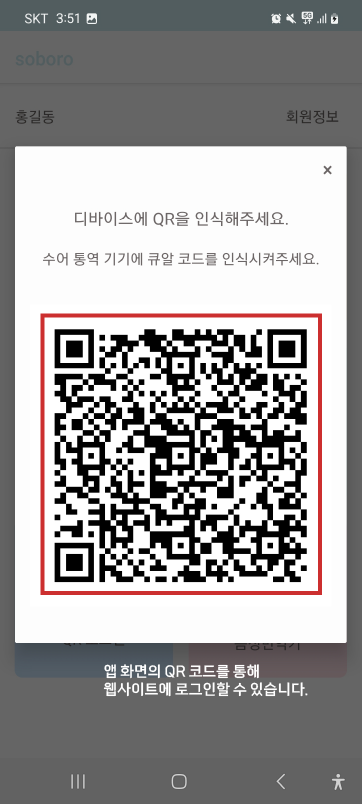 SKT 3:51
soboro
홍길동 회원정보
×
디바이스에 QR을 인식해주세요.
수어 통역 기기에 큐알 코드를 인식시켜주세요.
앱 화면의 QR 코드를 통해
웹사이트에 로그인할 수 있습니다.